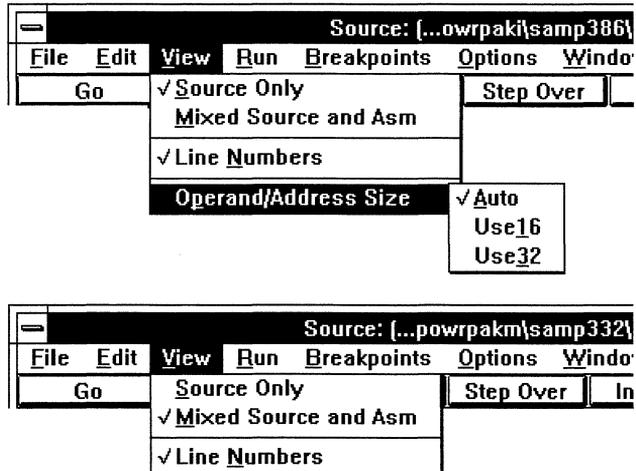 Source: (...owrpaki\samp386\
File Edit View Run Breakpoints Options Windo
Go Step Over
√ Source Only
Mixed Source and Asm
√ Line Numbers
Operand/Address Size √ Auto
Use16
Use32
Source: (...powrpakm\samp332\
File Edit View Run Breakpoints Options Windo
Go Step Over In
Source Only
√ Mixed Source and Asm
√ Line Numbers